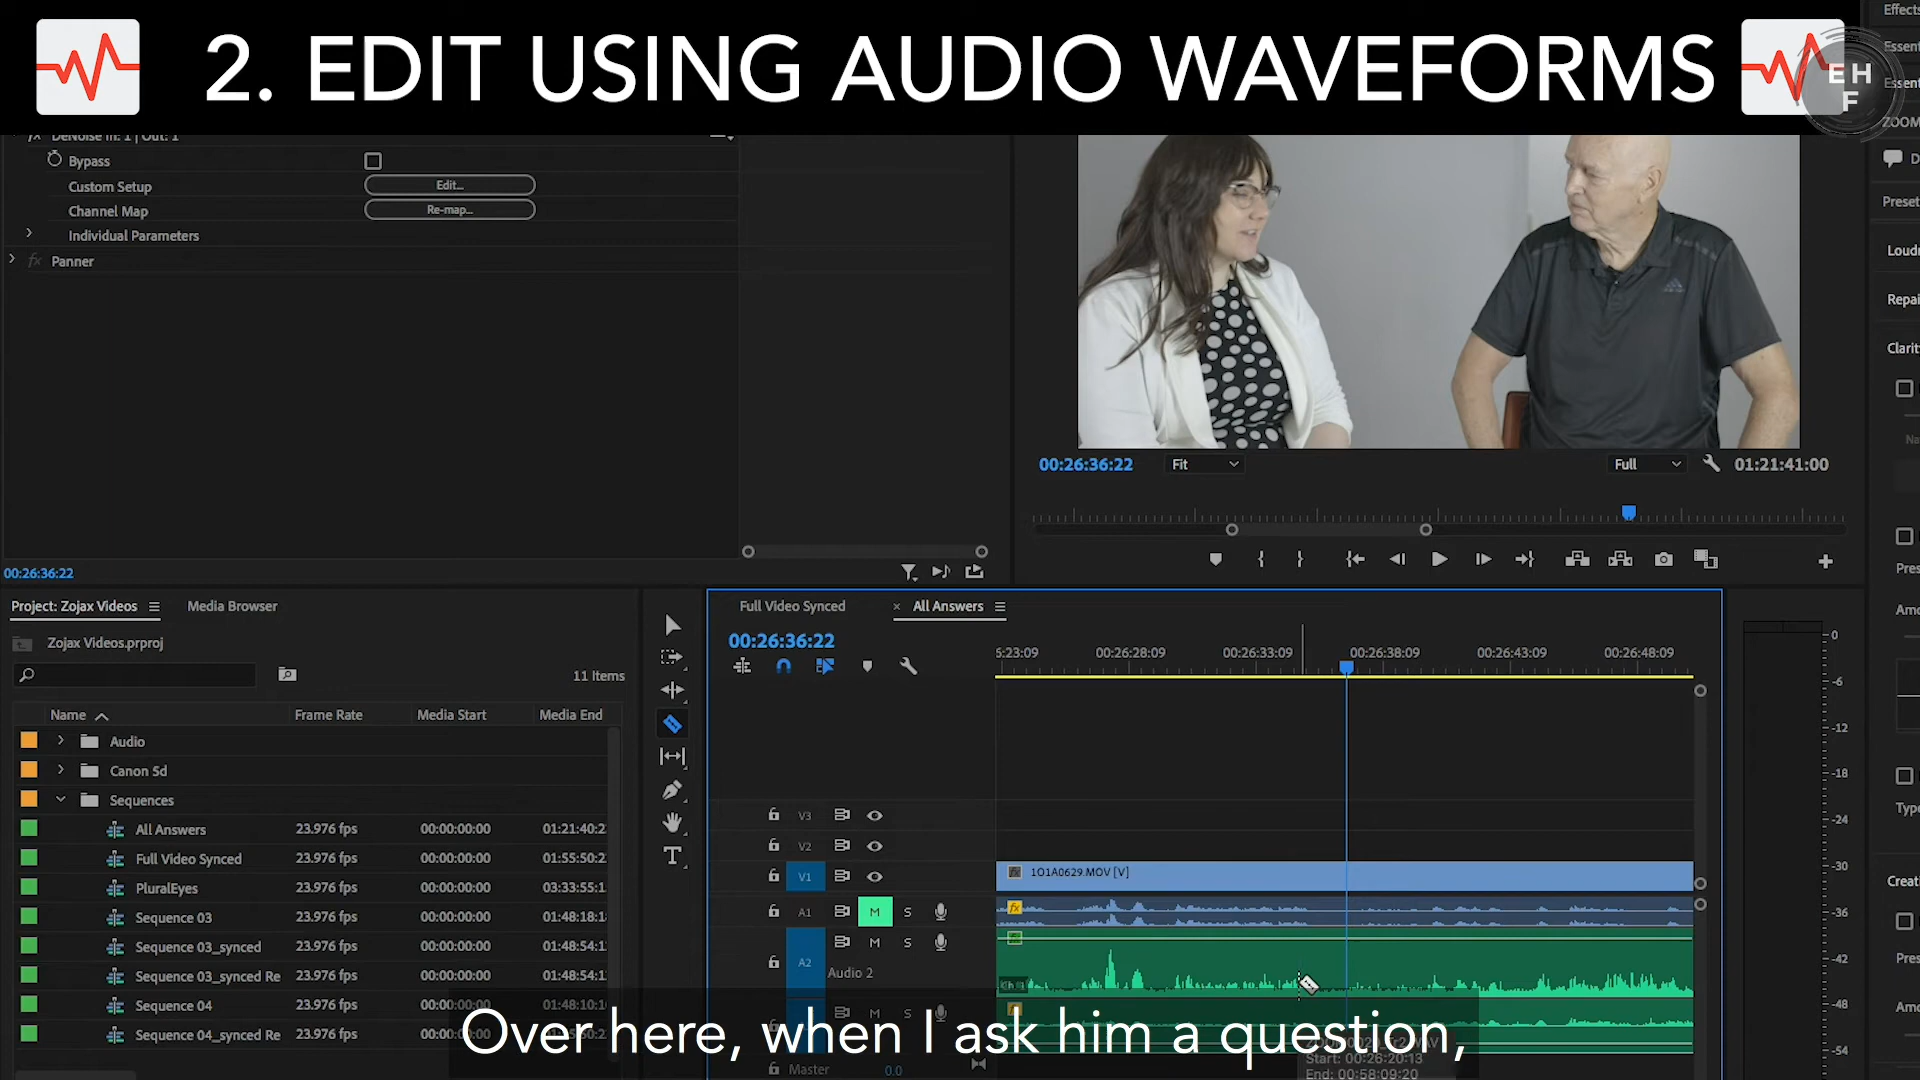 2. EDIT USING AUDIO WAVEFORMS
EH
F
Effects
Essent
Essent
ZOOM
D
Preset
Loudn
Repai
Clarit
Na
Pres
Amo
Type
Creati
Pres
Amo
DeNoise In: 1 | Out: 1
Bypass
Custom Setup
Edit...
Channel Map
Re-map...
Individual Parameters
fx Panner
00:26:36:22
Fit
Full
01:21:41:00
00:26:36:22
Project: Zojax Videos
Media Browser
Zojax Videos.prproj
11 Items
Name Frame Rate Media Start Media End
Audio
Canon 5d
Sequences
All Answers 23.976 fps 00:00:00:00 01:21:40:2
Full Video Synced 23.976 fps 00:00:00:00 01:55:50:2
PluralEyes 23.976 fps 00:00:00:00 03:33:55:1
Sequence 03 23.976 fps 00:00:00:00 01:48:18:1
Sequence 03_synced 23.976 fps 00:00:00:00 01:48:54:1
Sequence 03_synced Re 23.976 fps 00:00:00:00 01:48:54:1
Sequence 04 23.976 fps 00:00:00:00 01:48:10:1
Sequence 04_synced Re 23.976 fps
T
Full Video Synced
× All Answers
00:26:36:22
5:23:09 00:26:28:09 00:26:33:09 00:26:38:09 00:26:43:09 00:26:48:09
V3
V2
V1
fx 101A0629.MOV [V]
A1 M S
fx
M S
A2 Audio 2
Ch. 1
M S
Master 0.0
Start: 00:26:20:13
End: 00:58:09:20
0
-6
-12
-18
-24
-30
-36
-42
-48
-54
Over here, when I ask him a question,